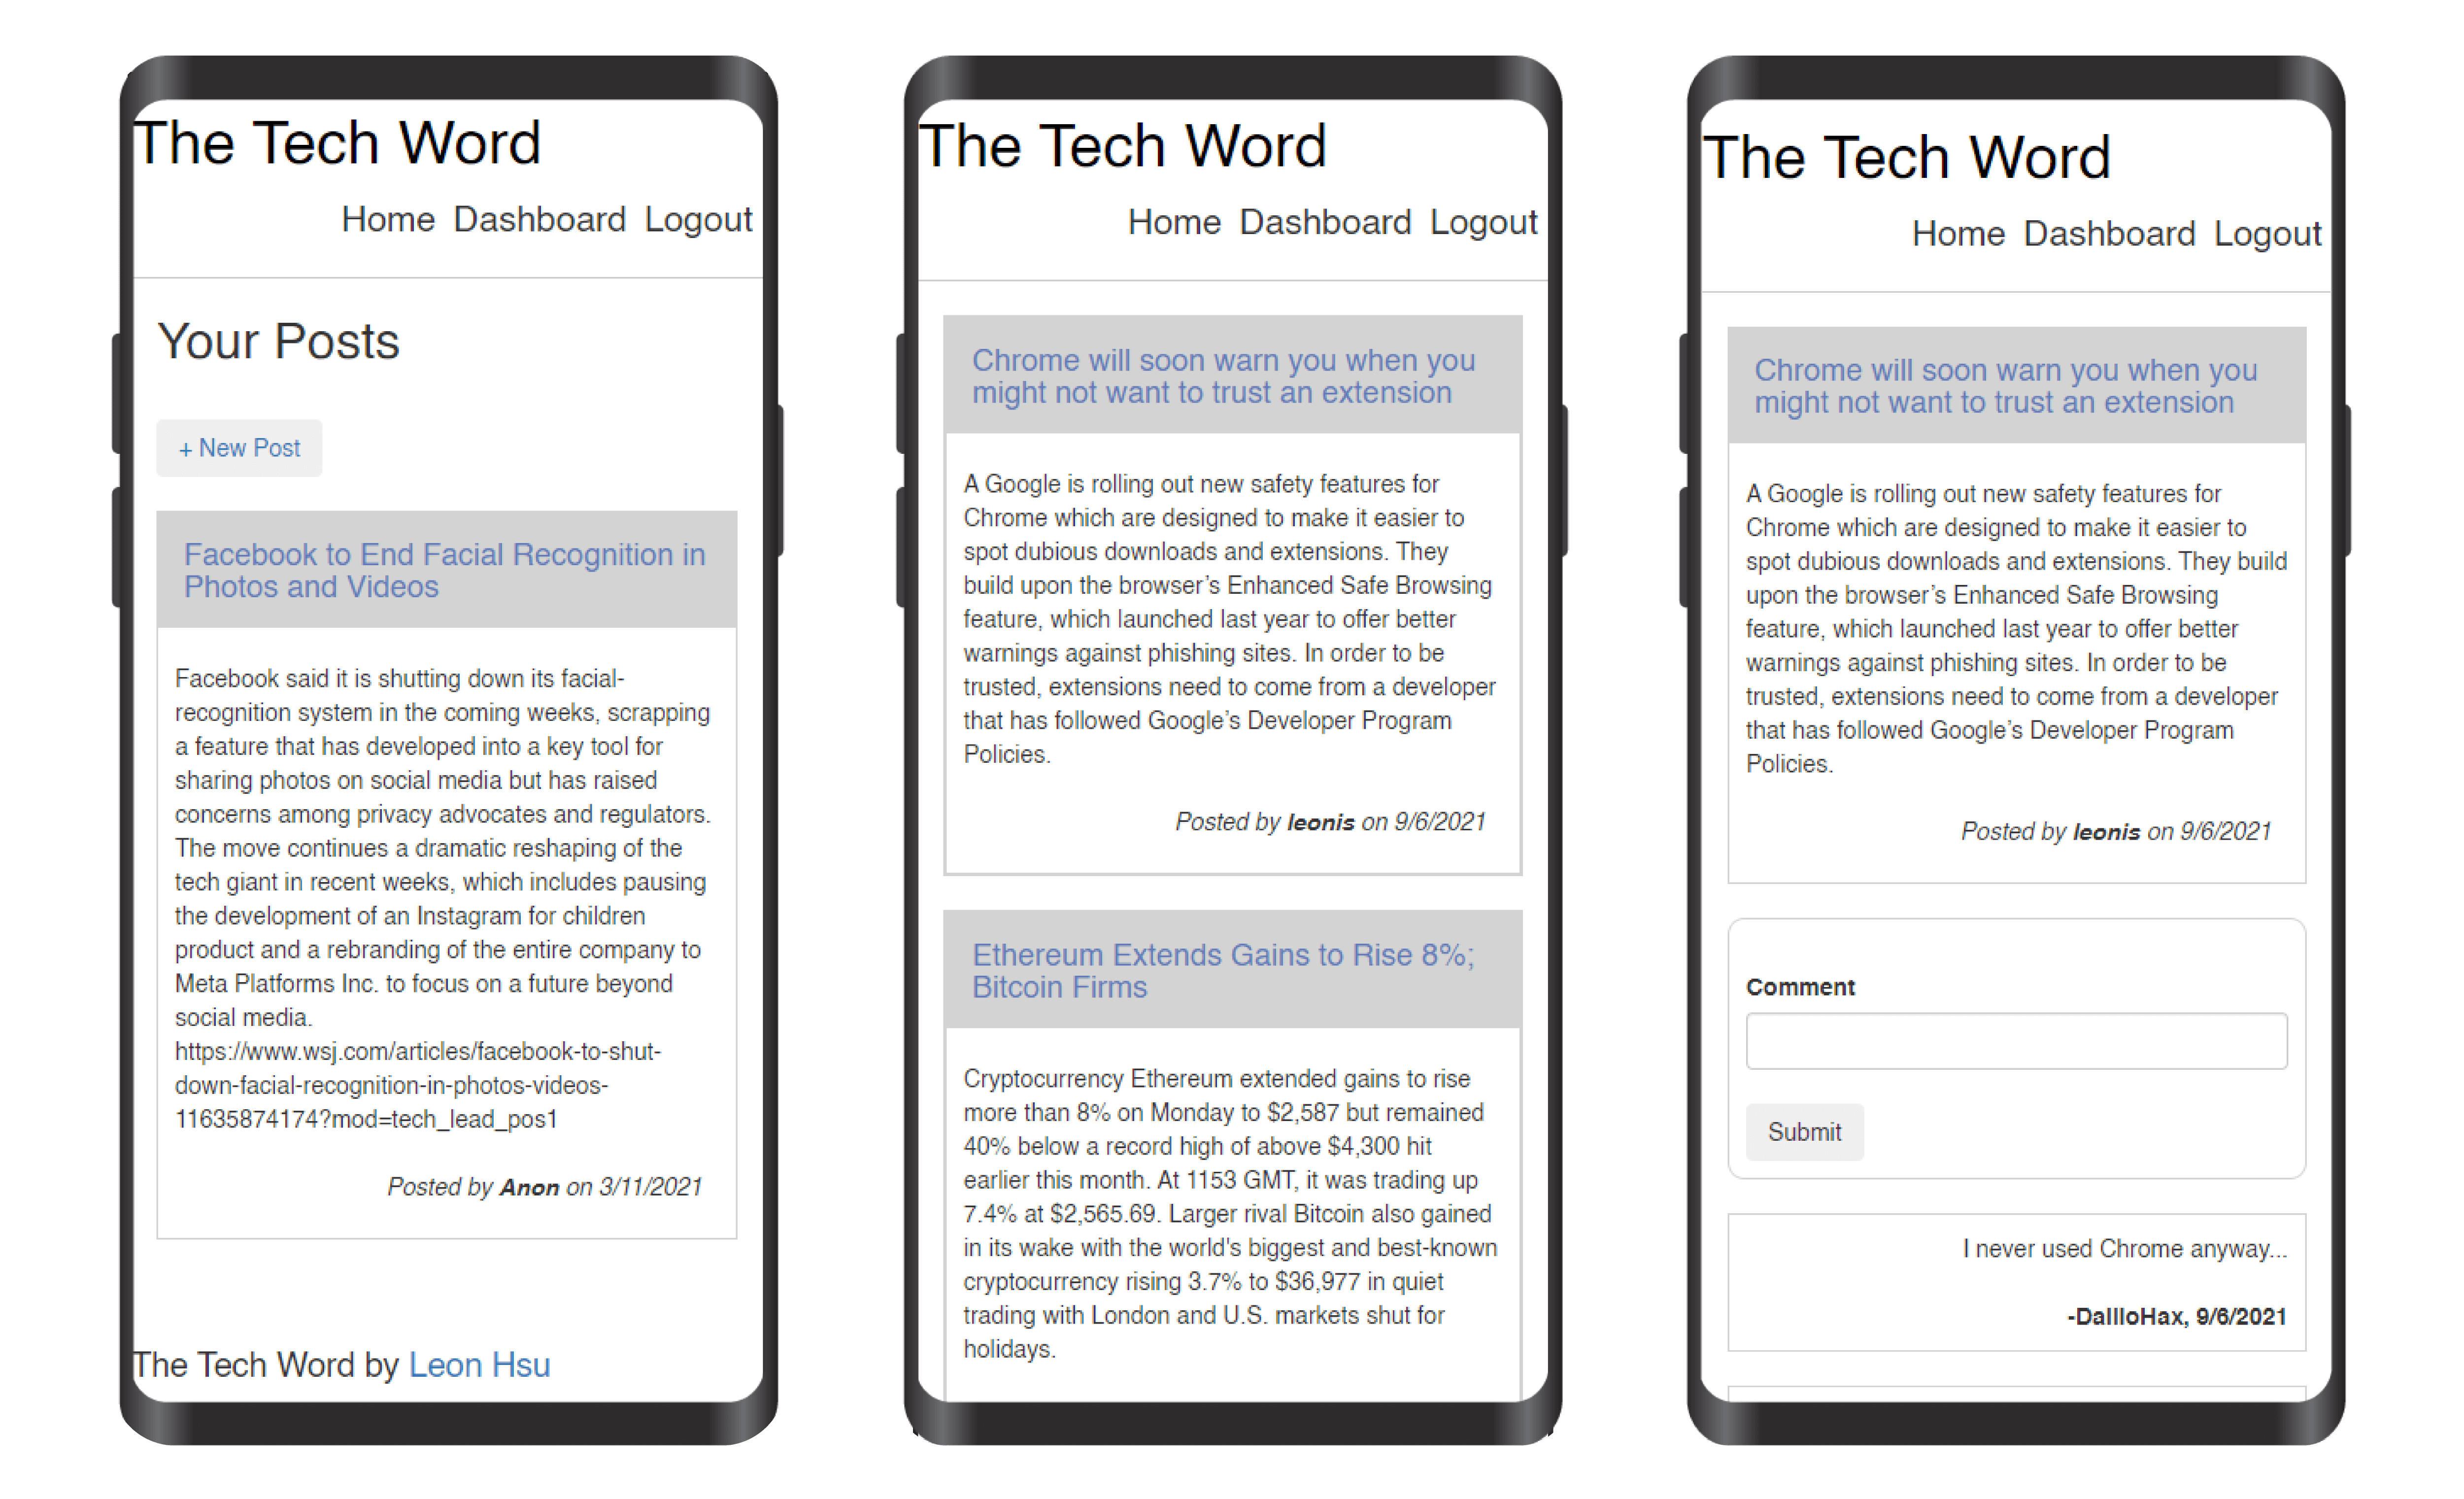 The Tech Word
Home Dashboard Logout
Your Posts
+ New Post
Facebook to End Facial Recognition in
Photos and Videos
Facebook said it is shutting down its facial-
recognition system in the coming weeks, scrapping
a feature that has developed into a key tool for
sharing photos on social media but has raised
concerns among privacy advocates and regulators.
The move continues a dramatic reshaping of the
tech giant in recent weeks, which includes pausing
the development of an Instagram for children
product and a rebranding of the entire company to
Meta Platforms Inc. to focus on a future beyond
social media.
https://www.wsj.com/articles/facebook-to-shut-
down-facial-recognition-in-photos-videos-
11635874174?mod=tech_lead_pos1
Posted by Anon on 3/11/2021
The Tech Word by Leon Hsu
The Tech Word
Home Dashboard Logout
Chrome will soon warn you when you
might not want to trust an extension
A Google is rolling out new safety features for
Chrome which are designed to make it easier to
spot dubious downloads and extensions. They
build upon the browser’s Enhanced Safe Browsing
feature, which launched last year to offer better
warnings against phishing sites. In order to be
trusted, extensions need to come from a developer
that has followed Google’s Developer Program
Policies.
Posted by leonis on 9/6/2021
Ethereum Extends Gains to Rise 8%;
Bitcoin Firms
Cryptocurrency Ethereum extended gains to rise
more than 8% on Monday to $2,587 but remained
40% below a record high of above $4,300 hit
earlier this month. At 1153 GMT, it was trading up
7.4% at $2,565.69. Larger rival Bitcoin also gained
in its wake with the world's biggest and best-known
cryptocurrency rising 3.7% to $36,977 in quiet
trading with London and U.S. markets shut for
holidays.
The Tech Word
Home Dashboard Logout
Chrome will soon warn you when you
might not want to trust an extension
A Google is rolling out new safety features for
Chrome which are designed to make it easier to
spot dubious downloads and extensions. They build
upon the browser’s Enhanced Safe Browsing
feature, which launched last year to offer better
warnings against phishing sites. In order to be
trusted, extensions need to come from a developer
that has followed Google’s Developer Program
Policies.
Posted by leonis on 9/6/2021
Comment
Submit
I never used Chrome anyway...
-DallloHax, 9/6/2021